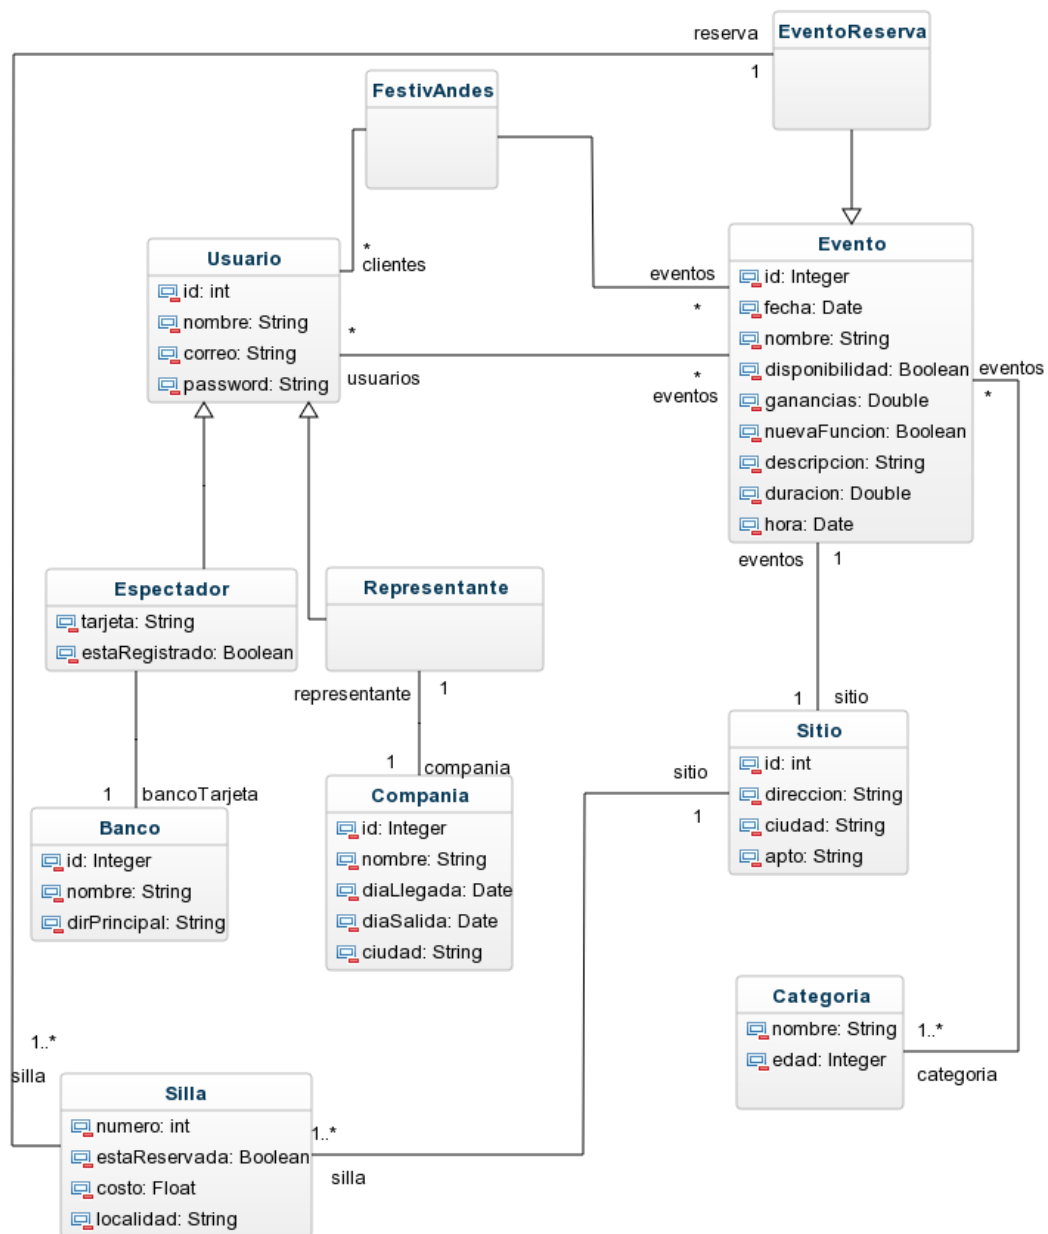 reserva
1
EventoReserva
FestivAndes
*
clientes
Usuario
id: int
nombre: String
correo: String
password: String
*
usuarios
eventos
*
*
eventos
Evento
id: Integer
fecha: Date
nombre: String
disponibilidad: Boolean
ganancias: Double
nuevaFuncion: Boolean
descripcion: String
duracion: Double
hora: Date
eventos
*
eventos
1
Espectador
tarjeta: String
estaRegistrado: Boolean
Representante
representante
1
1
compania
1
bancoTarjeta
Banco
id: Integer
nombre: String
dirPrincipal: String
Compania
id: Integer
nombre: String
diaLlegada: Date
diaSalida: Date
ciudad: String
1
sitio
Sitio
id: int
direccion: String
ciudad: String
apto: String
sitio
1
Categoria
nombre: String
edad: Integer
1..*
categoria
1..*
silla
Silla
numero: int
estaReservada: Boolean
costo: Float
localidad: String
1..*
silla